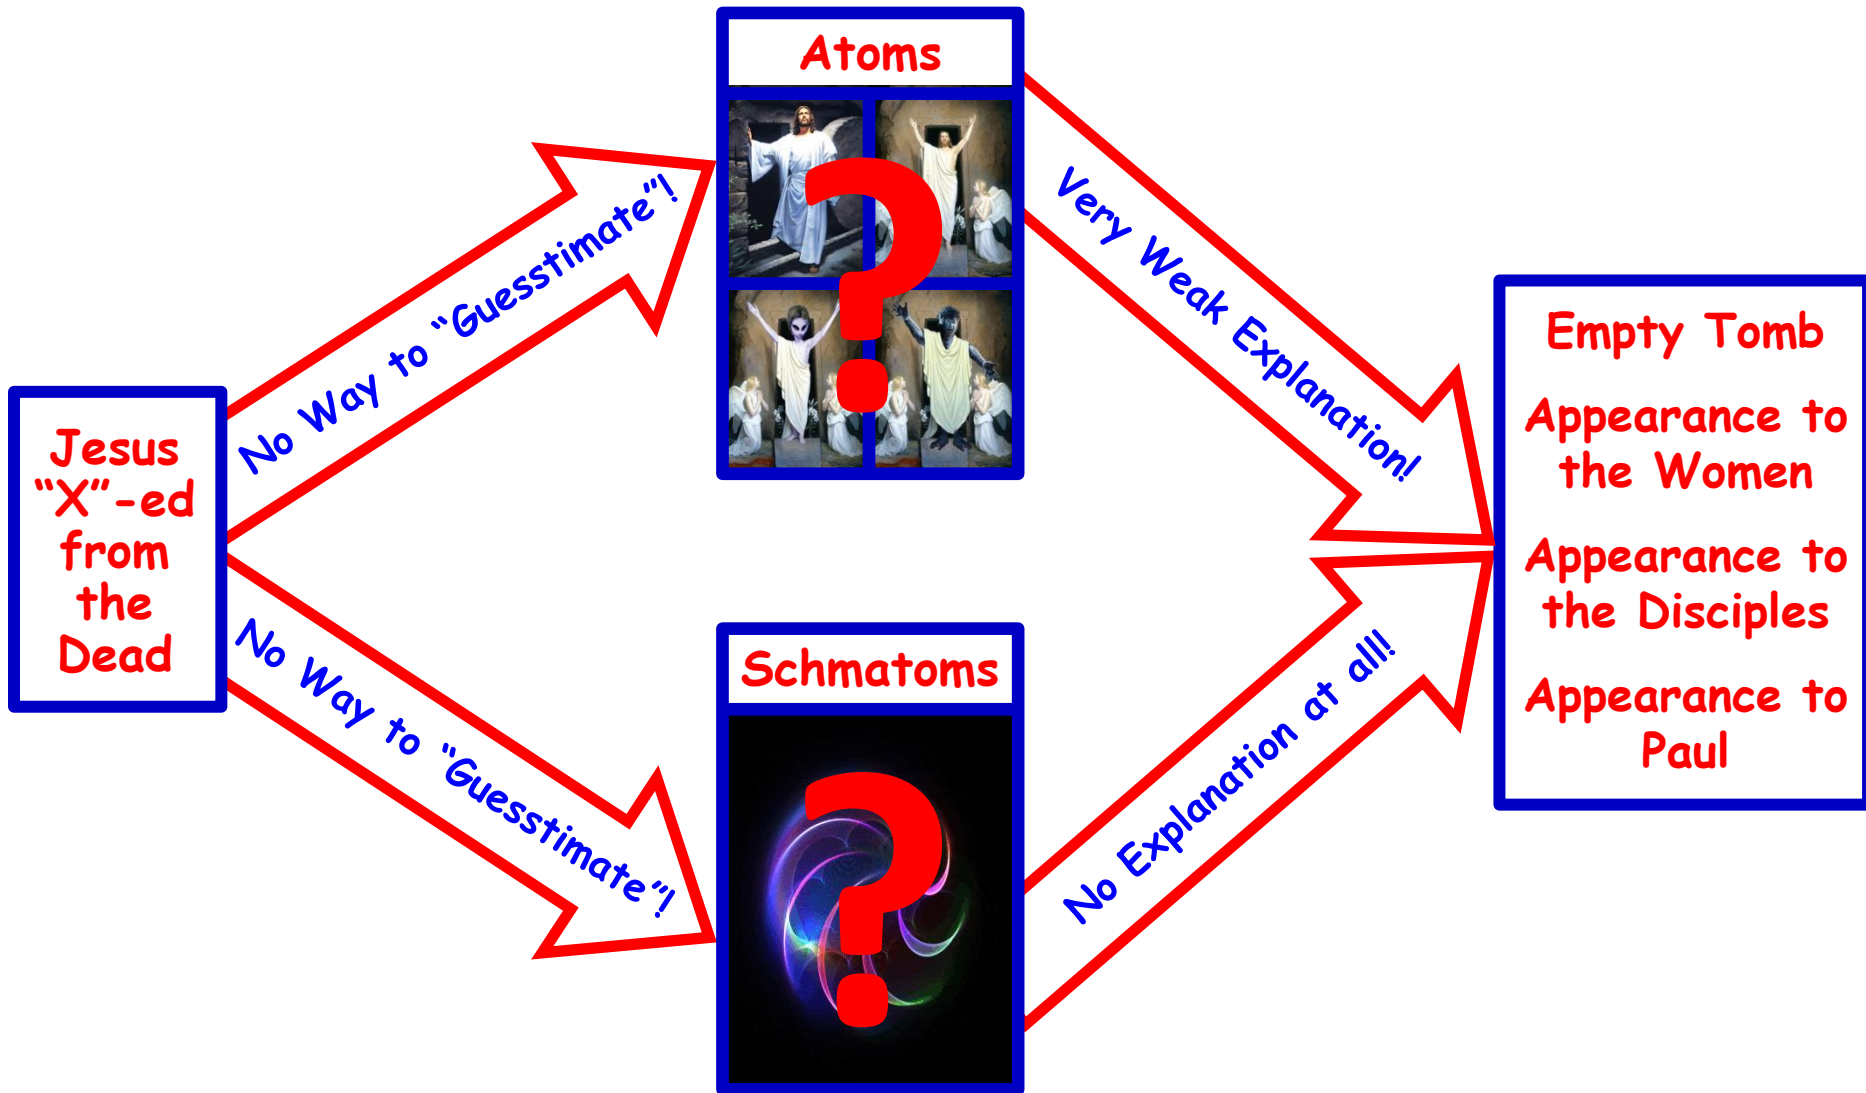 Atoms
?
Very Weak Explanation!
No Way to “Guesstimate”!
Jesus
“X”-ed
from
the
Dead
No Way to “Guesstimate”!
Schmatoms
?
No Explanation at all!
Empty Tomb
Appearance to
the Women
Appearance to
the Disciples
Appearance to
Paul